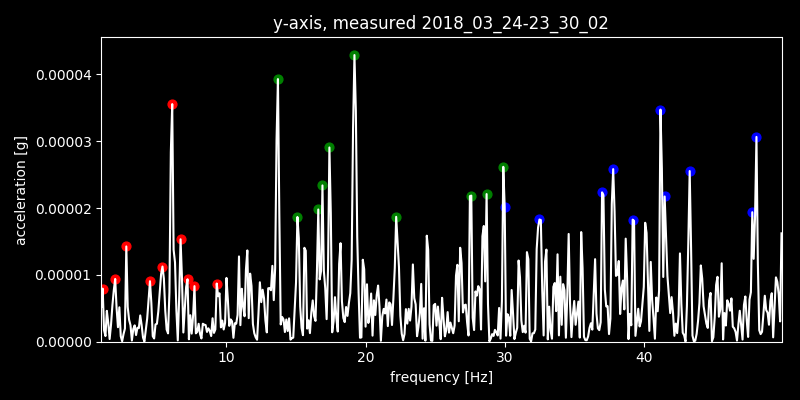 y-axis, measured 2018_03_24-23_30_02
acceleration [g]
0.00004
0.00003
0.00002
0.00001
0.00000
10 20 30 40
frequency [Hz]